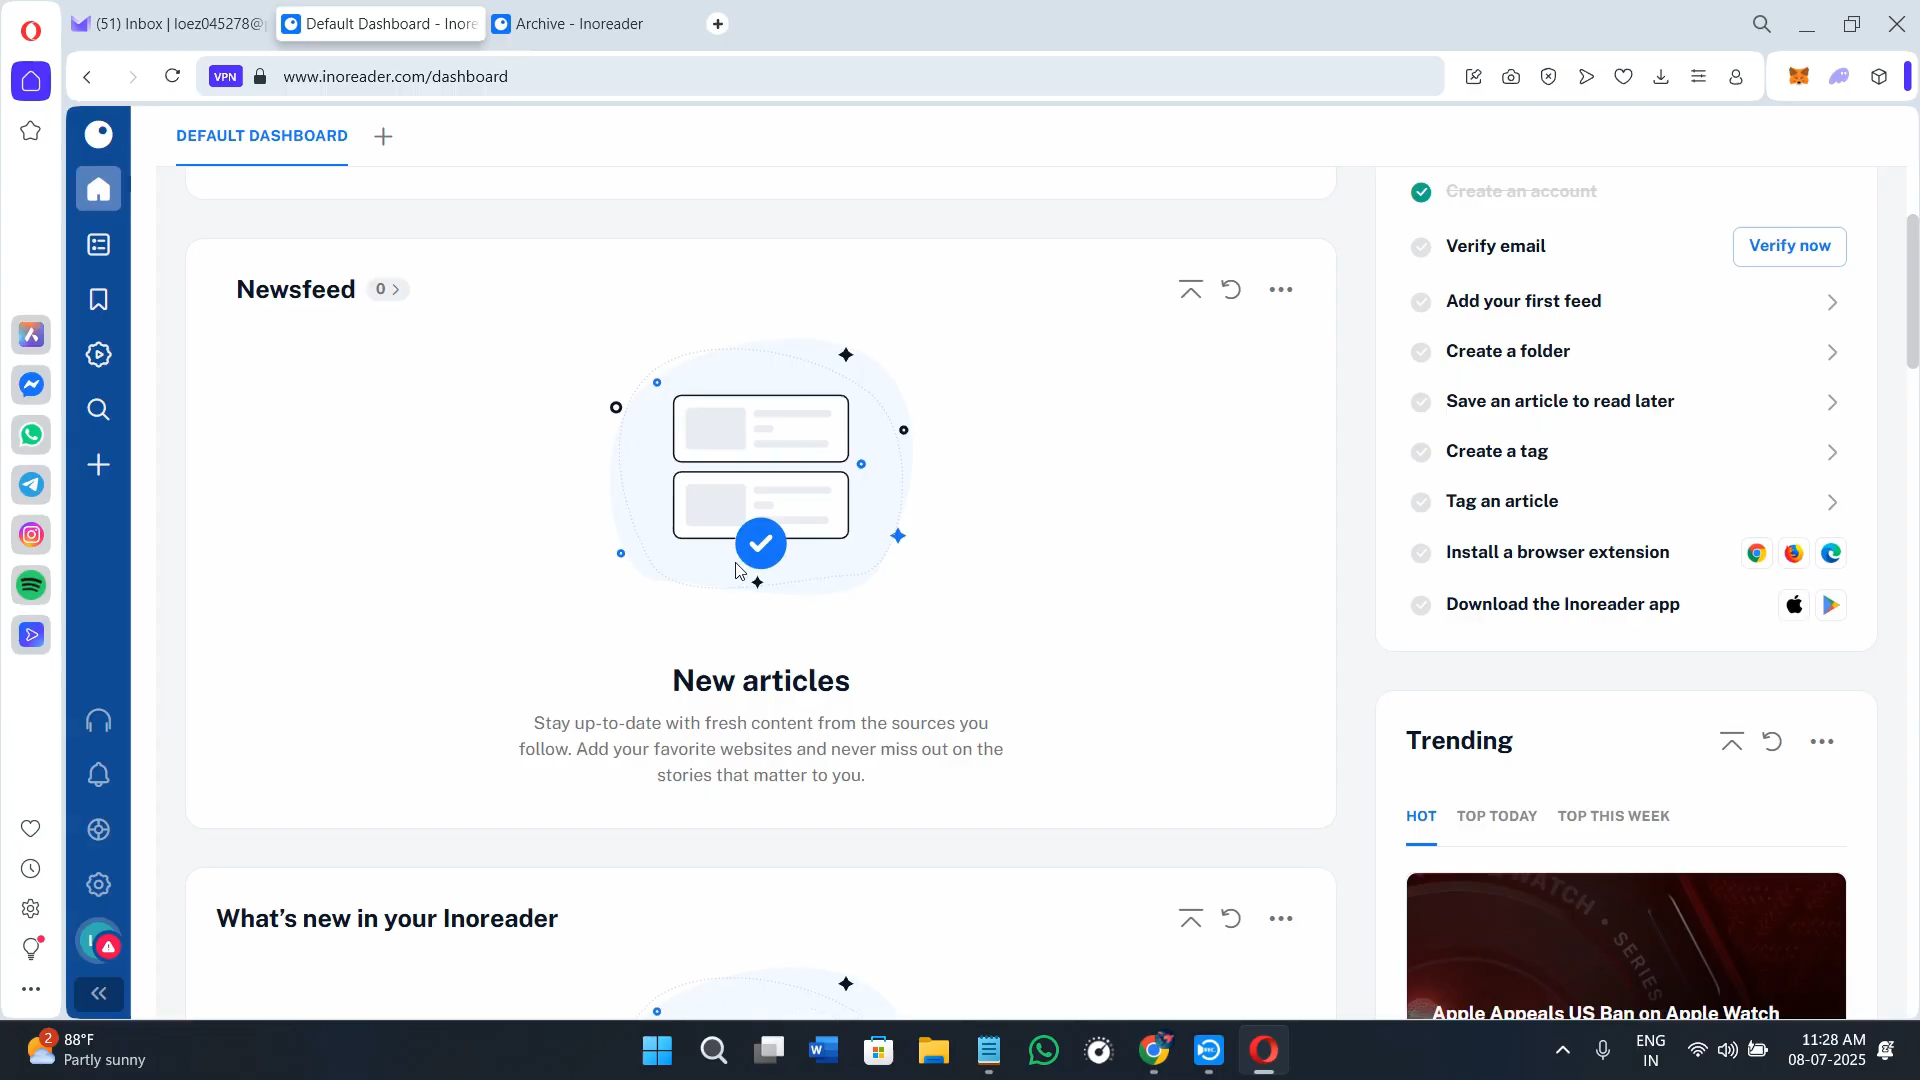 (51) Inbox | loez045278@
Default Dashboard - Inore
Archive - Inoreader
VPN
www.inoreader.com/dashboard
DEFAULT DASHBOARD
Create an account
Verify email
Verify now
Newsfeed
0
Add your first feed
Create a folder
Save an article to read later
Create a tag
Tag an article
Install a browser extension
Download the Inoreader app
New articles
Stay up-to-date with fresh content from the sources you
follow. Add your favorite websites and never miss out on the
stories that matter to you.
Trending
HOT
TOP TODAY
TOP THIS WEEK
What's new in your Inoreader
WATCH • SERIES
Apple Appeals US Ban on Apple Watch
2
88°F
Partly sunny
ENG
IN
11:28 AM
08-07-2025